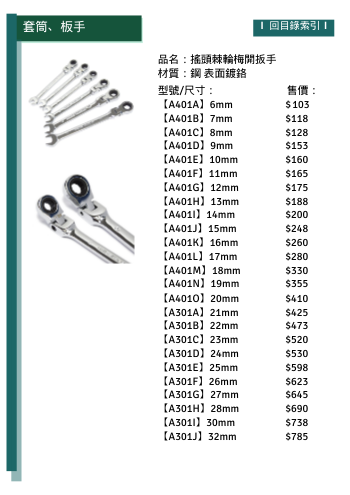 套筒、板手
回目錄索引
品名：搖頭棘輪梅開扳手
材質：鋼 表面鍍鉻
型號/尺寸： 售價：
【A401A】6mm $103
【A401B】7mm $118
【A401C】8mm $128
【A401D】9mm $153
【A401E】10mm $160
【A401F】11mm $165
【A401G】12mm $175
【A401H】13mm $188
【A401I】14mm $200
【A401J】15mm $248
【A401K】16mm $260
【A401L】17mm $280
【A401M】18mm $330
【A401N】19mm $355
【A401O】20mm $410
【A301A】21mm $425
【A301B】22mm $473
【A301C】23mm $520
【A301D】24mm $530
【A301E】25mm $598
【A301F】26mm $623
【A301G】27mm $645
【A301H】28mm $690
【A301I】30mm $738
【A301J】32mm $785